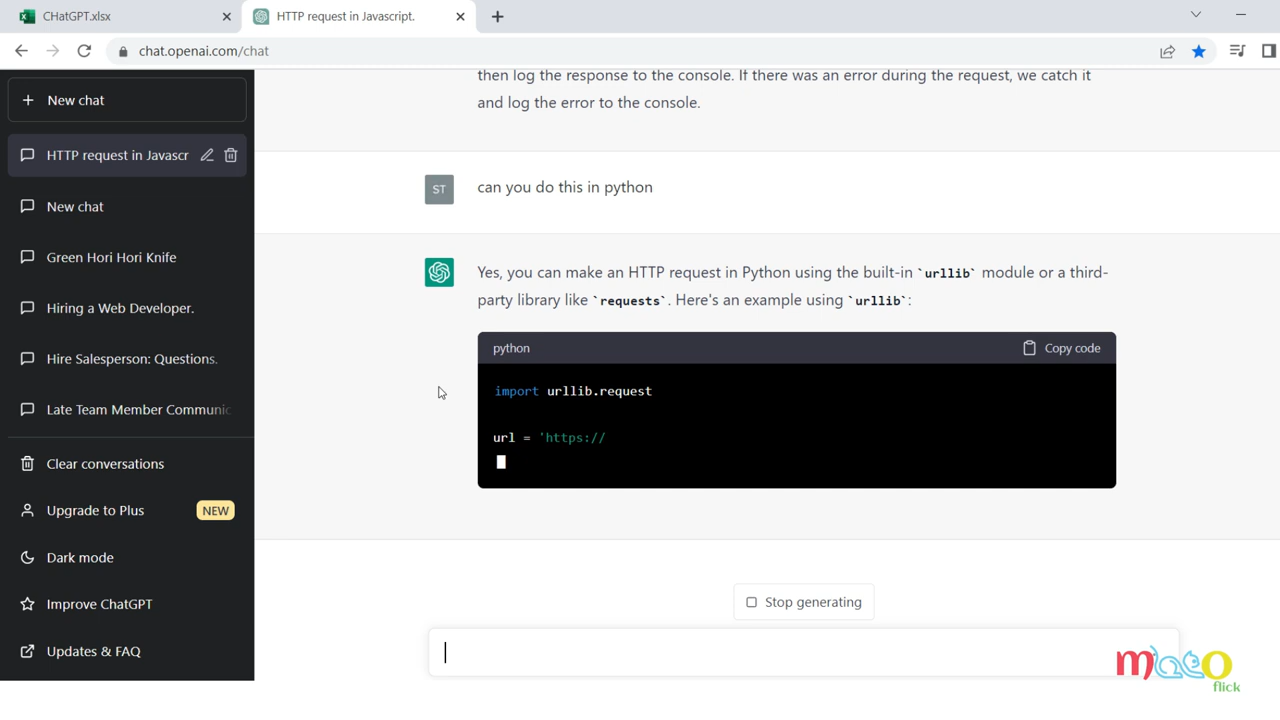 CHatGPT.xlsx
HTTP request in Javascript.
chat.openai.com/chat
New chat
HTTP request in Javascr
New chat
Green Hori Hori Knife
Hiring a Web Developer.
Hire Salesperson: Questions.
Late Team Member Communic
Clear conversations
Upgrade to Plus NEW
Dark mode
Improve ChatGPT
Updates & FAQ
then log the response to the console. If there was an error during the request, we catch it
and log the error to the console.
ST can you do this in python
Yes, you can make an HTTP request in Python using the built-in `urllib` module or a third-
party library like `requests`. Here's an example using `urllib`:
python Copy code
import urllib.request
url = 'https://
Stop generating
flick